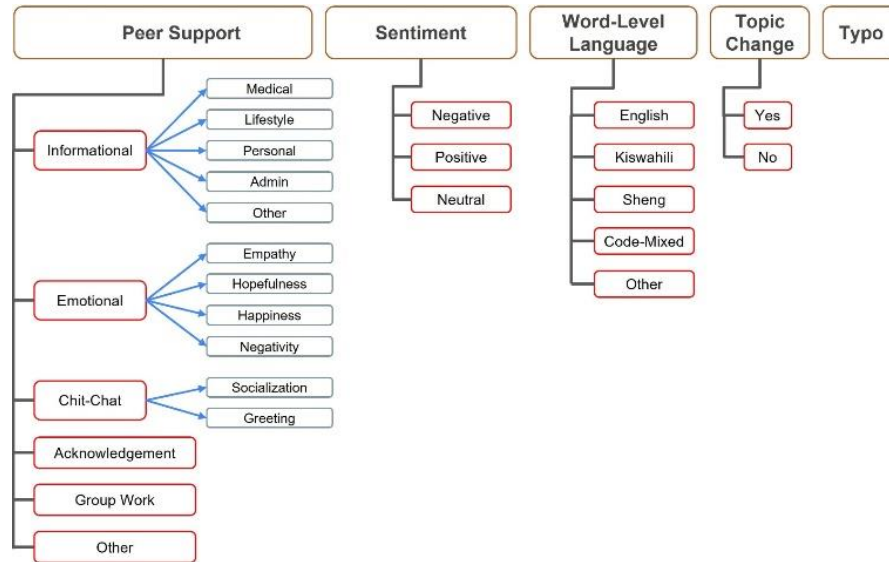 Peer Support
Sentiment
Word-Level
Language
Topic
Change
Typo
Informational
Medical
Lifestyle
Personal
Admin
Other
Emotional
Empathy
Hopefulness
Happiness
Negativity
Chit-Chat
Socialization
Greeting
Acknowledgement
Group Work
Other
Negative
Positive
Neutral
English
Kiswahili
Sheng
Code-Mixed
Other
Yes
No